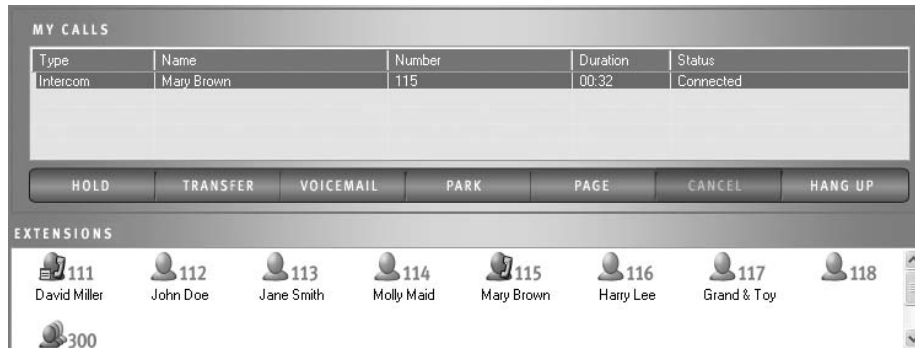 MY CALLS
Type Name Number Duration Status
Intercom Mary Brown 115 00:32 Connected
HOLD TRANSFER VOICEMAIL PARK PAGE CANCEL HANG UP
EXTENSIONS
111 112 113 114 115 116 117 118
David Miller John Doe Jane Smith Molly Maid Mary Brown Harry Lee Grand & Toy
300